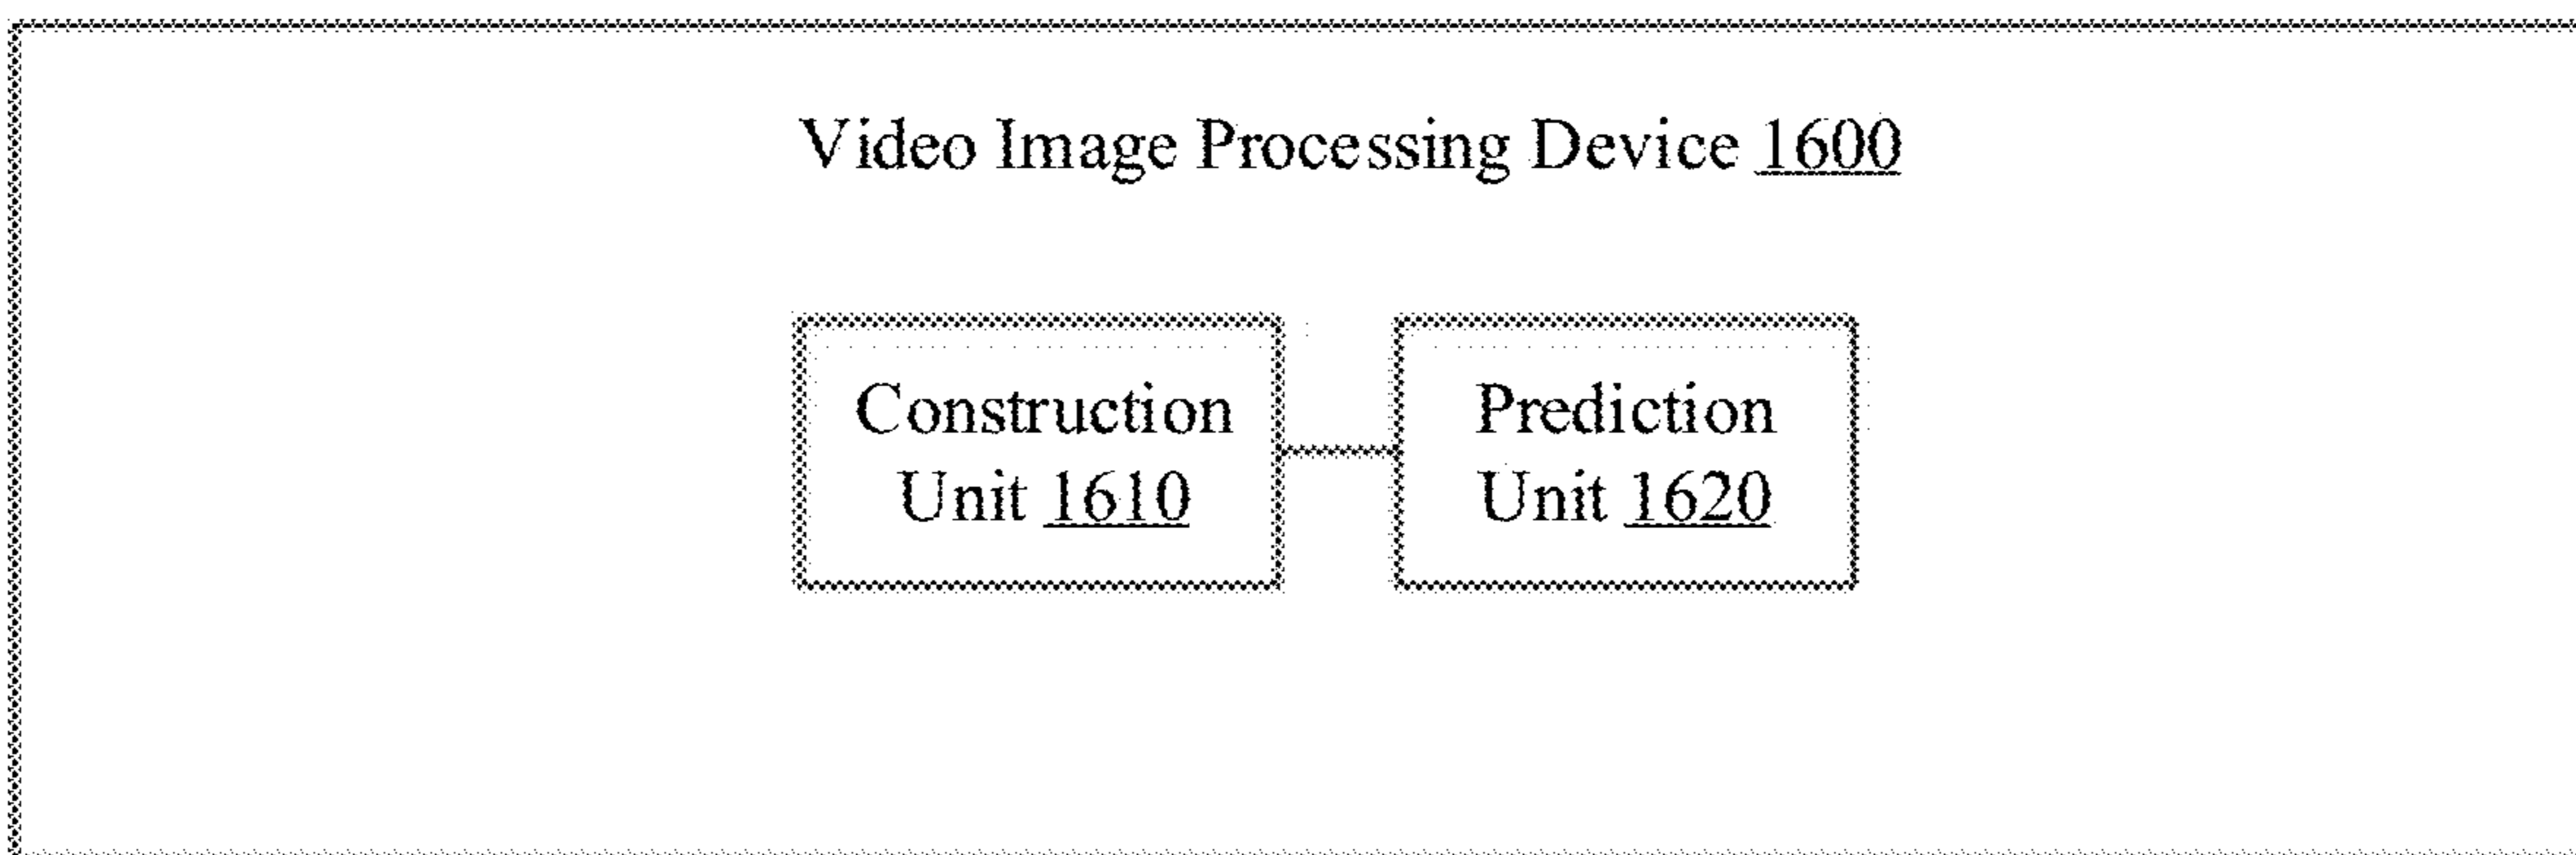 Video Image Processing Device 1600
Construction
Unit 1610
Prediction
Unit 1620